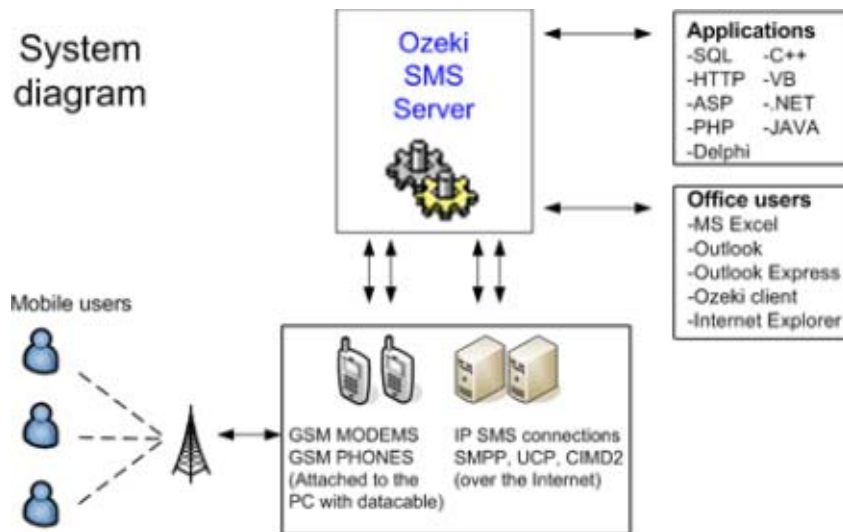 System
diagram
Ozeki
SMS
Server
Applications
-SQL -C++
-HTTP -VB
-ASP -.NET
-PHP -JAVA
-Delphi
Office users
-MS Excel
-Outlook
-Outlook Express
-Ozeki client
-Internet Explorer
Mobile users
GSM MODEMS
GSM PHONES
(Attached to the
PC with datacable)
IP SMS connections
SMPP, UCP, CIMD2
(over the Internet)